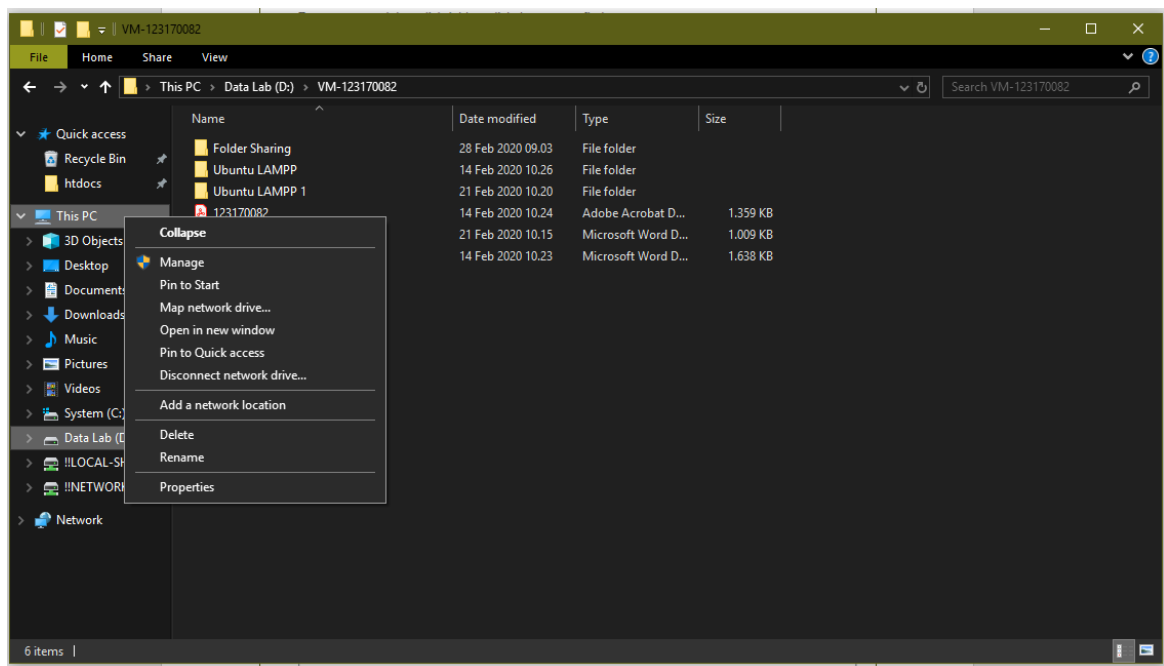 VM-123170082
File Home Share View
This PC > Data Lab (D:) > VM-123170082
Search VM-123170082
Name Date modified Type Size
Quick access
Recycle Bin
htdocs
This PC
3D Objects
Desktop
Documents
Downloads
Music
Pictures
Videos
System (C:)
Data Lab (D
!!LOCAL-SH
!!NETWORK
Network
Folder Sharing 28 Feb 2020 09.03 File folder
Ubuntu LAMPP 14 Feb 2020 10.26 File folder
Ubuntu LAMPP 1 21 Feb 2020 10.20 File folder
123170082 14 Feb 2020 10.24 Adobe Acrobat D... 1.359 KB
21 Feb 2020 10.15 Microsoft Word D... 1.009 KB
14 Feb 2020 10.23 Microsoft Word D... 1.638 KB
Collapse
Manage
Pin to Start
Map network drive...
Open in new window
Pin to Quick access
Disconnect network drive...
Add a network location
Delete
Rename
Properties
6 items